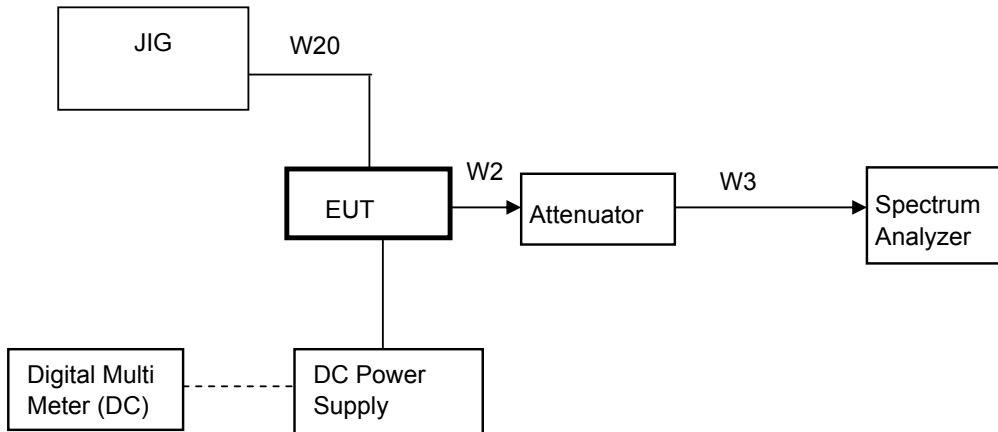 JIG
W20
EUT
W2
Attenuator
W3
Spectrum
Analyzer
Digital Multi
Meter (DC)
DC Power
Supply